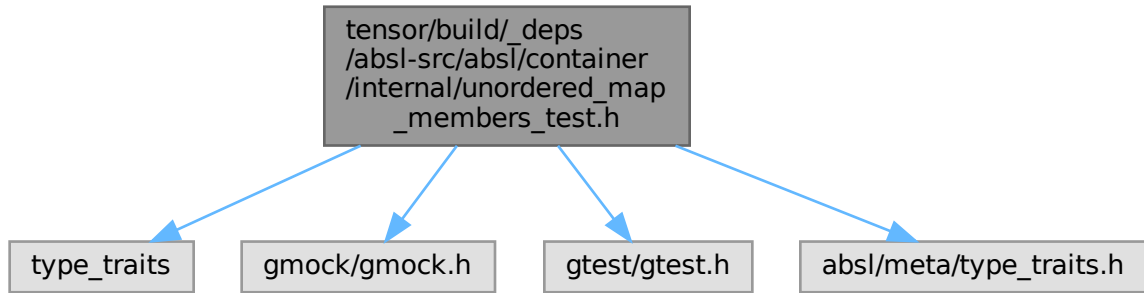 tensor/build/_deps
/absl-src/absl/container
/internal/unordered_map
_members_test.h
type_traits
gmock/gmock.h
gtest/gtest.h
absl/meta/type_traits.h